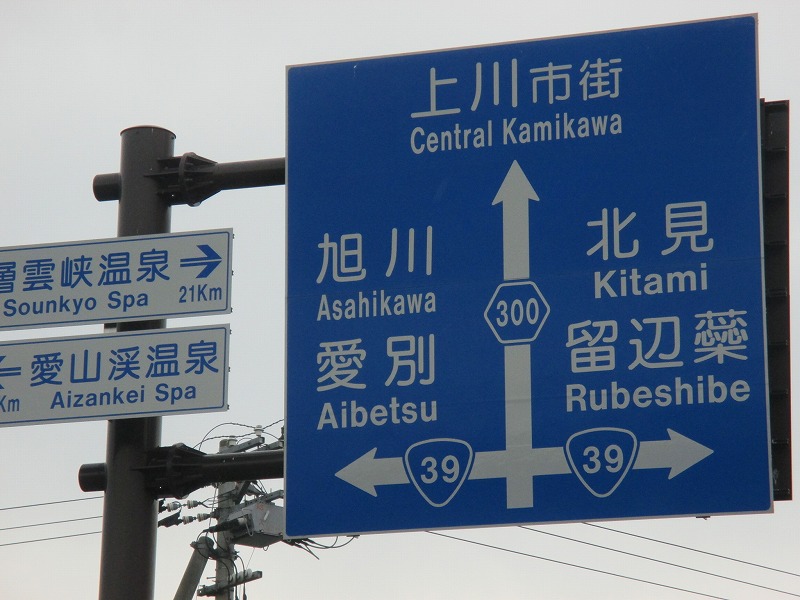 上川市街
Central Kamikawa
旭川
Asahikawa
愛別
Aibetsu
300
北見
Kitami
留辺蘂
Rubeshibe
39
39
層雲峡温泉
Sounkyo Spa 21Km
愛山渓温泉
Km Aizankei Spa